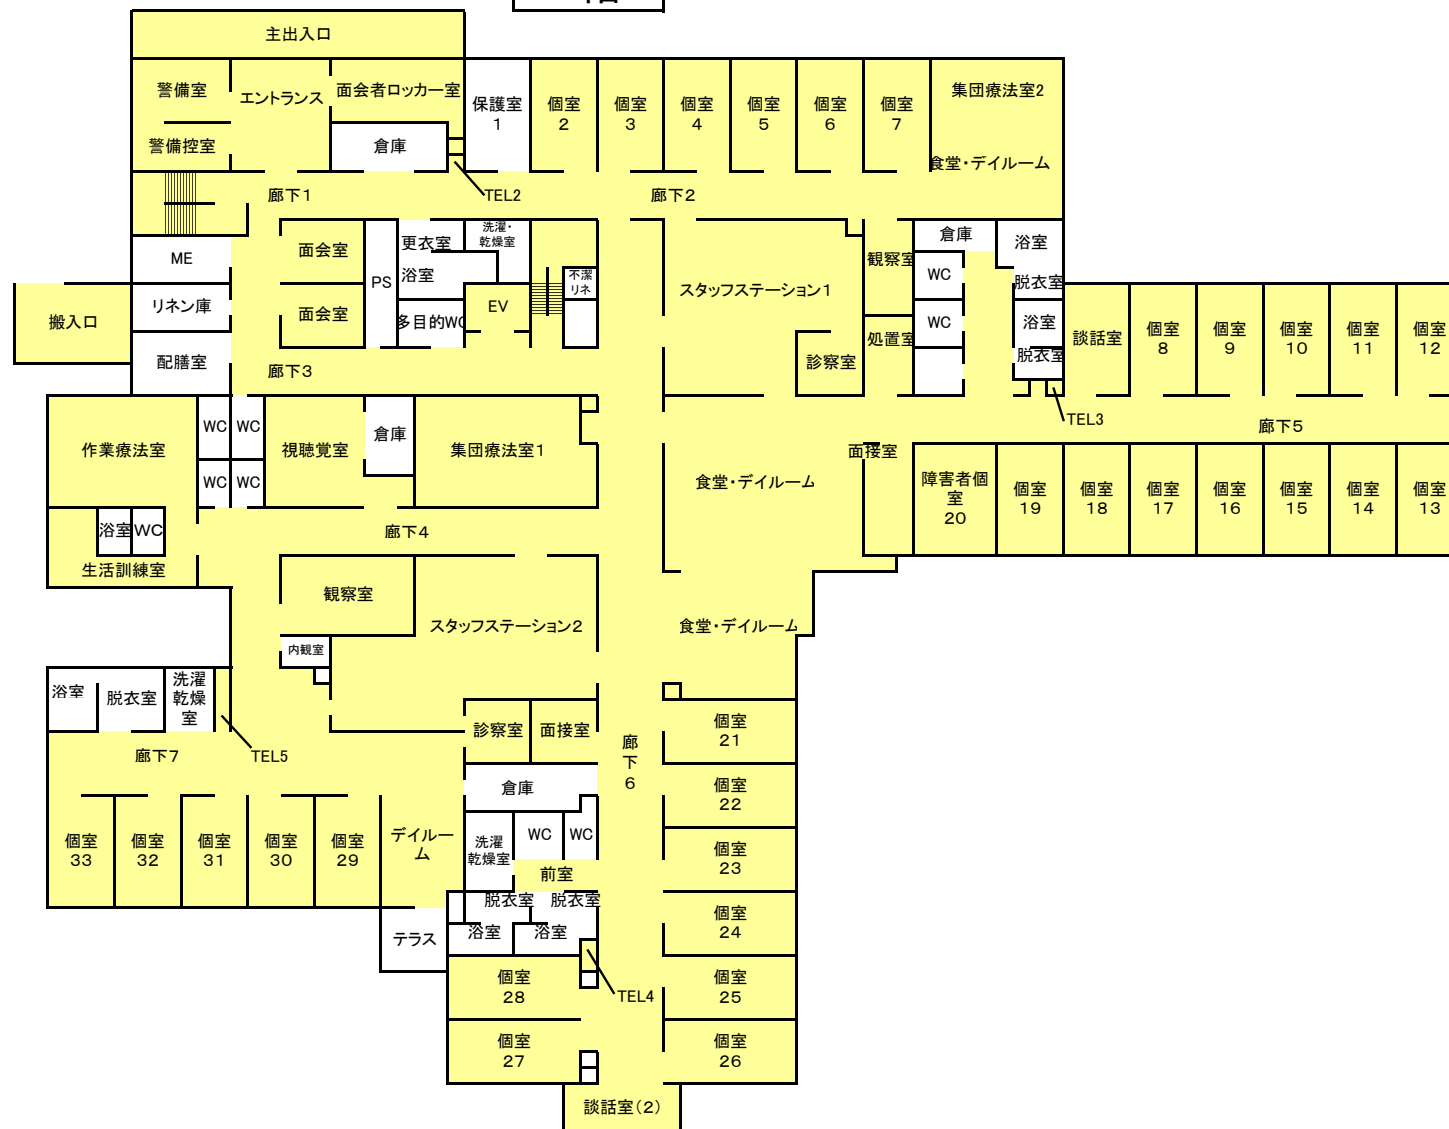 主出入口
警備室
エントランス
面会者ロッカー室
保護室
1
個室
2
個室
3
個室
4
個室
5
個室
6
個室
7
集団療法室2
警備控室
倉庫
食堂・デイルーム
廊下1
TEL2
廊下2
ME
面会室
PS
更衣室
浴室
洗濯・
乾燥室
不潔
リネ
スタッフステーション1
観察室
倉庫
浴室
WC
脱衣室
搬入口
リネン庫
面会室
多目的WC
EV
WC
浴室
処置室
診察室
脱衣室
談話室
個室
8
個室
9
個室
10
個室
11
個室
12
配膳室
廊下3
TEL3
廊下5
作業療法室
WC
WC
WC
WC
視聴覚室
倉庫
集団療法室1
食堂・デイルーム
面接室
障害者個
室
20
個室
19
個室
18
個室
17
個室
16
個室
15
個室
14
個室
13
浴室
WC
廊下4
生活訓練室
観察室
スタッフステーション2
食堂・デイルーム
内観室
浴室
脱衣室
洗濯
乾燥
室
診察室
面接室
廊下7
TEL5
廊
下
6
個室
21
倉庫
個室
22
個室
33
個室
32
個室
31
個室
30
個室
29
デイルー
ム
洗濯
乾燥室
WC
WC
前室
個室
23
脱衣室
脱衣室
浴室
浴室
テラス
個室
24
個室
28
TEL4
個室
25
個室
27
個室
26
談話室(2)